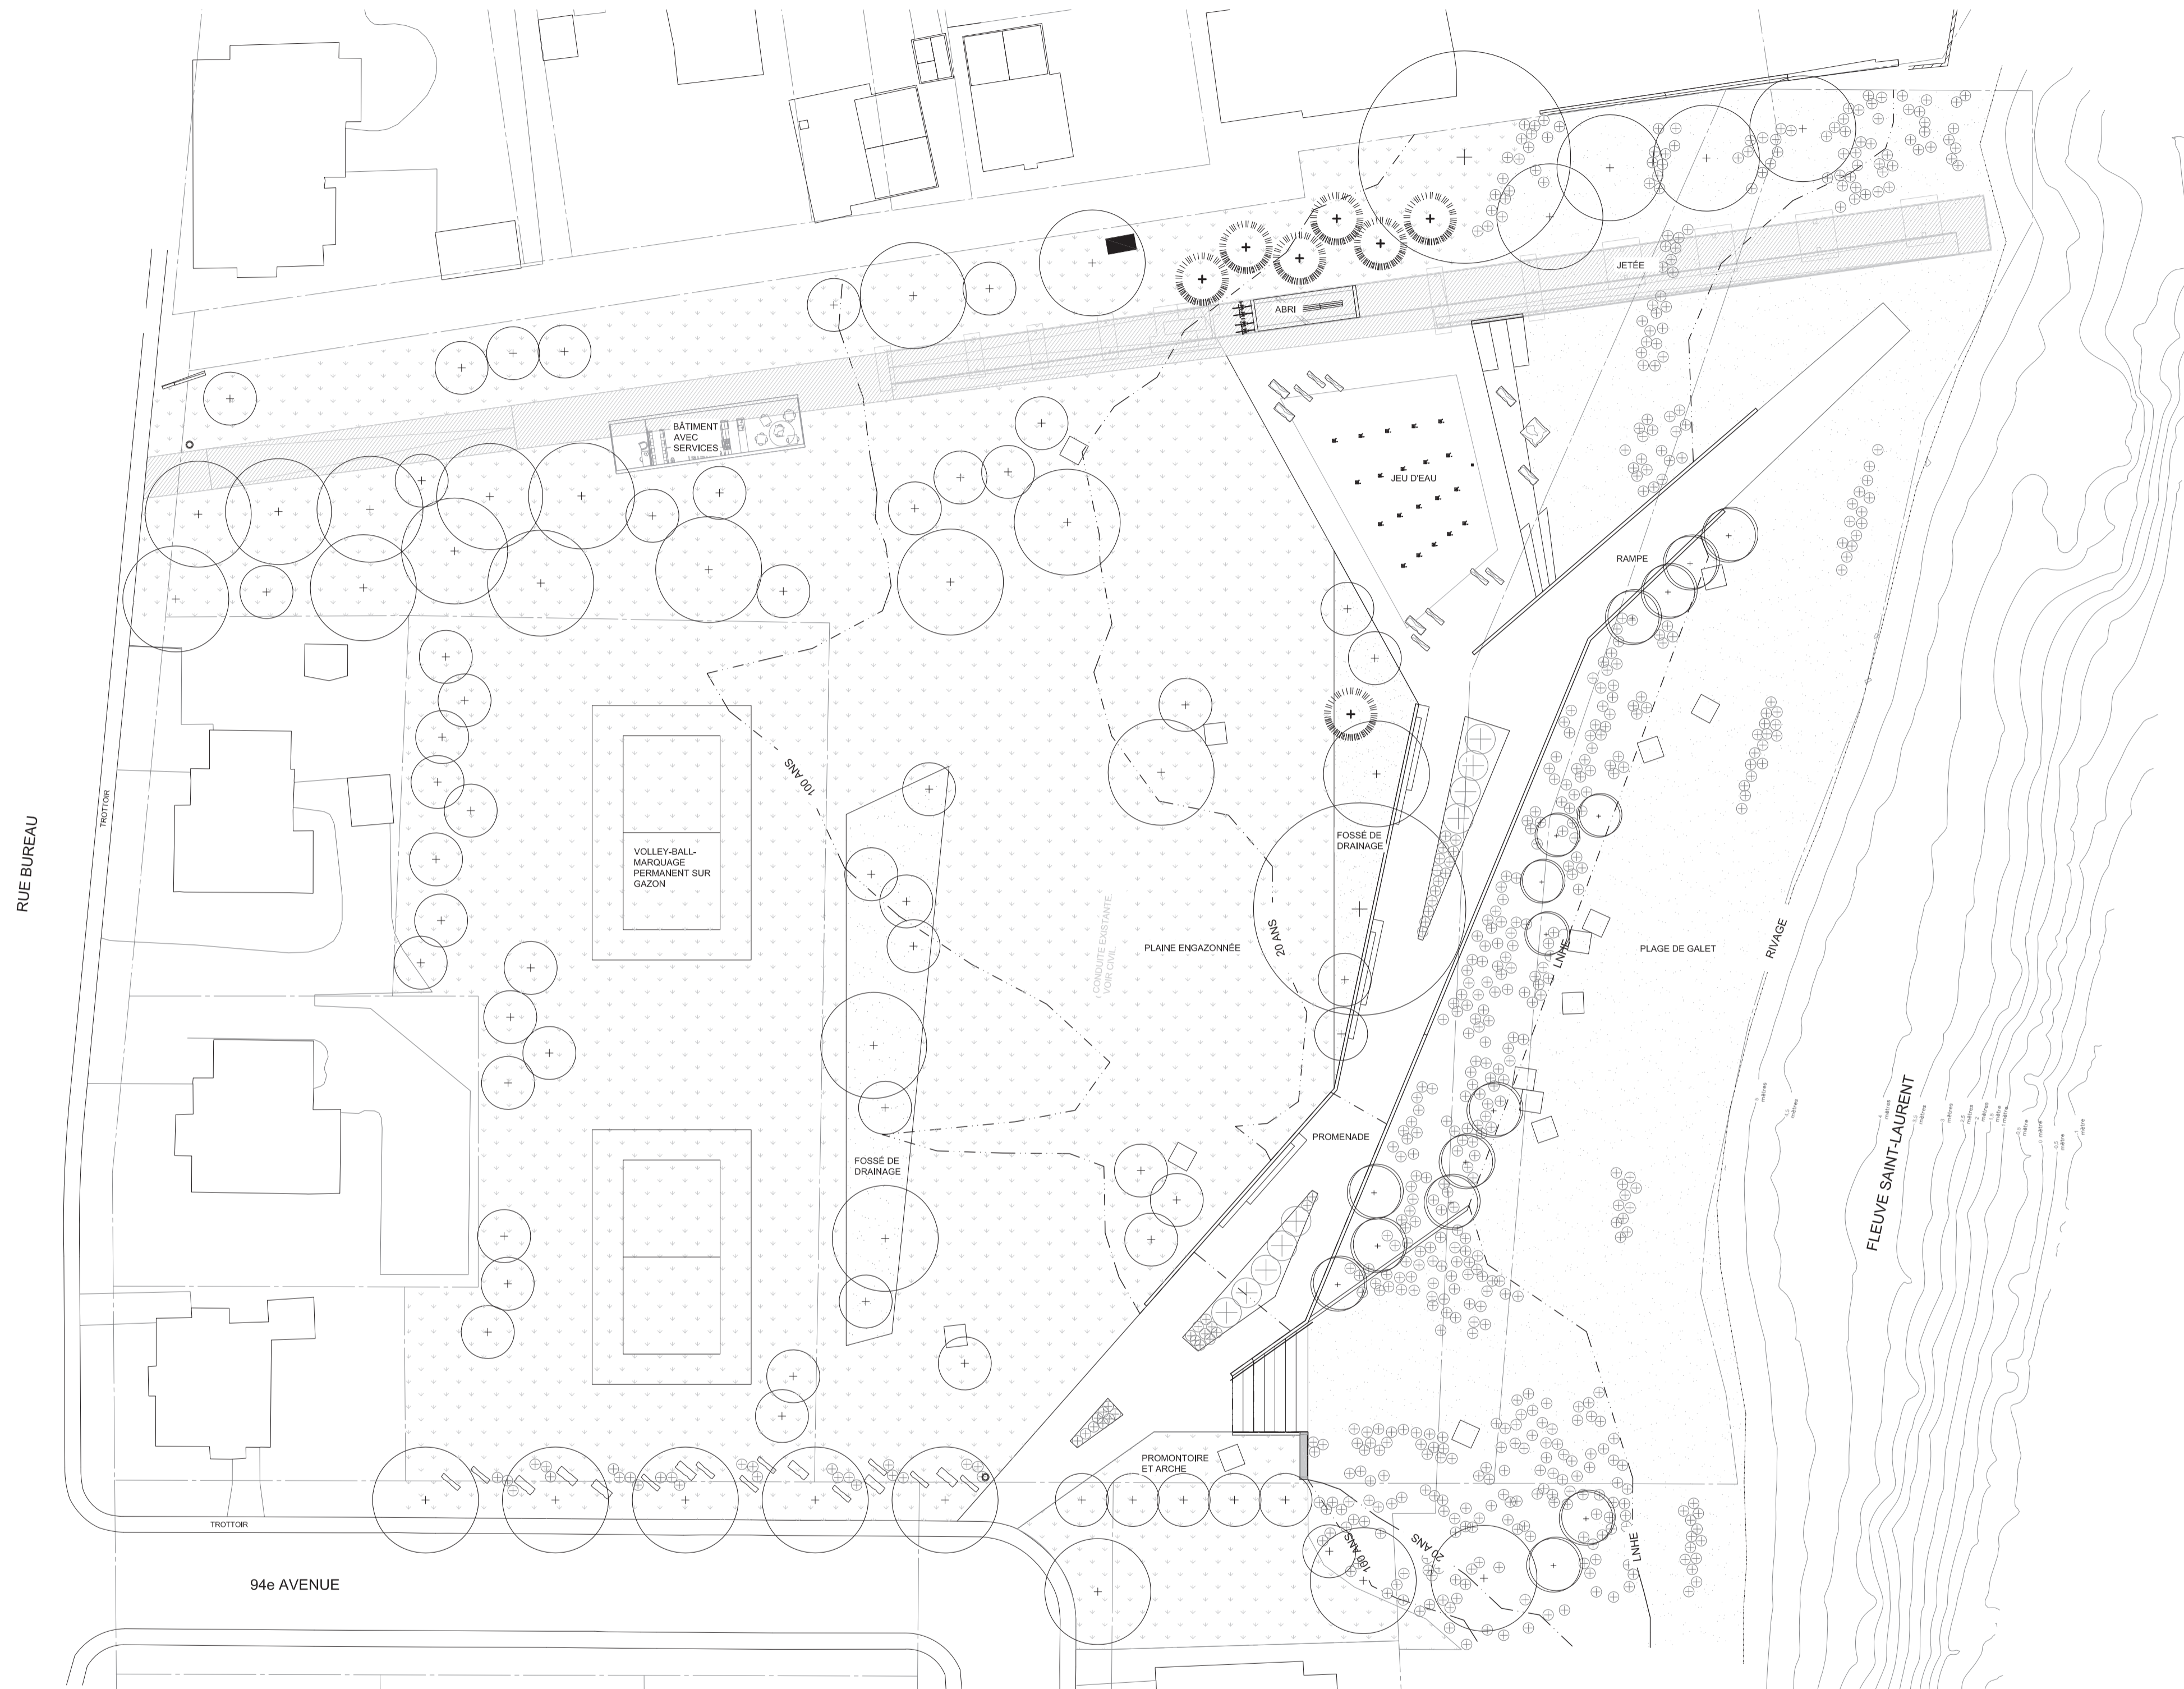 JETÉE
ABRI
BÂTIMENT
AVEC
SERVICES
JEU D'EAU
RAMPE
100 ANS
TROTTOIR
RUE BUREAU
VOLLEY-BALL-
MARQUAGE
PERMANENT SUR
GAZON
FOSSÉ DE
DRAINAGE
CONDUITE EXISTANTE
VOIR CIVIL
PLAINE ENGAZONNÉE
20 ANS
LNHE
PLAGE DE GALET
RIVAGE
FLEUVE SAINT-LAURENT
PROMENADE
FOSSÉ DE
DRAINAGE
PROMONTOIRE
ET ARCHE
TROTTOIR
94e AVENUE
100 ANS
20 ANS
LNHE